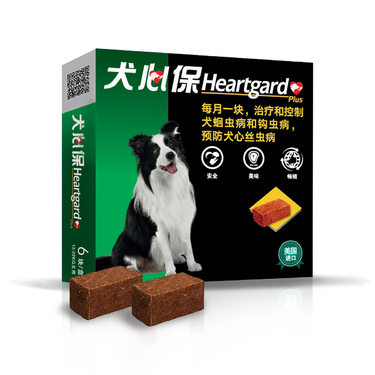 犬心保Heartgard
Plus
每月一块，治疗和控制
犬蛔虫病和钩虫病，
预防犬心丝虫病
安全
美味
畅销
美国
进口
犬心保Heartgard
Plus
6块/盒